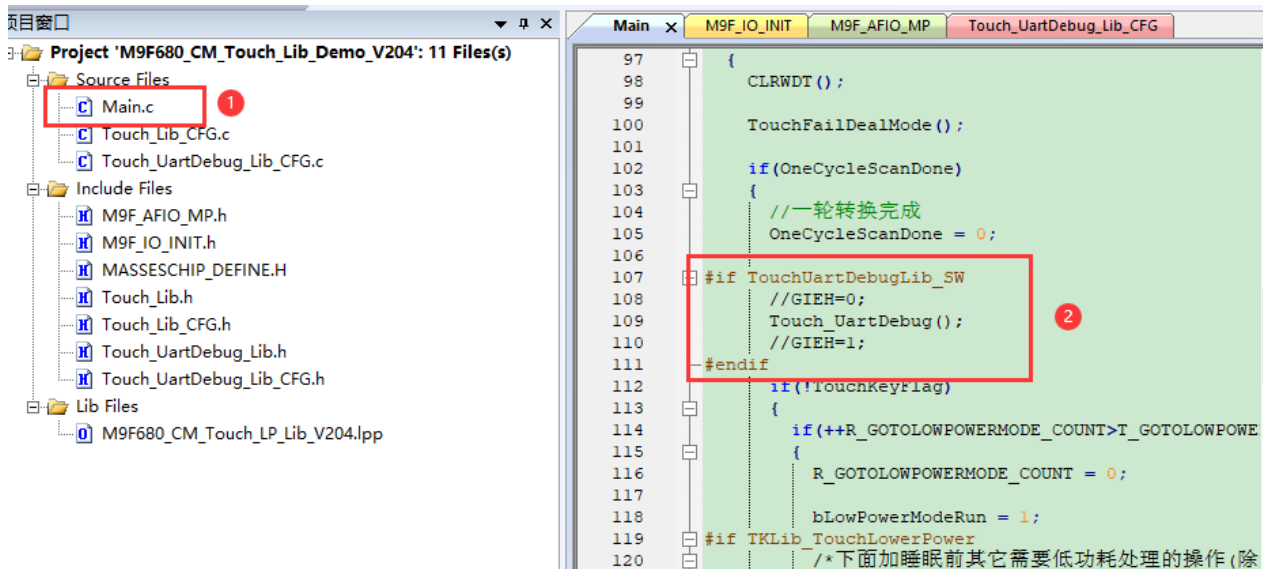 项目窗口
Project 'M9F680_CM_Touch_Lib_Demo_V204': 11 Files(s)
Source Files
Main.c
1
Touch_Lib_CFG.c
Touch_UartDebug_Lib_CFG.c
Include Files
M9F_AFIO_MP.h
M9F_IO_INIT.h
MASSESCHIP_DEFINE.H
Touch_Lib.h
Touch_Lib_CFG.h
Touch_UartDebug_Lib.h
Touch_UartDebug_Lib_CFG.h
Lib Files
M9F680_CM_Touch_LP_Lib_V204.lpp
Main M9F_IO_INIT M9F_AFIO_MP Touch_UartDebug_Lib_CFG
97 {
98 CLRWDT();
99
100 TouchFailDealMode();
101
102 if(OneCycleScanDone)
103 {
104 //一轮转换完成
105 OneCycleScanDone = 0;
106
107 #if TouchUartDebugLib_SW
108 //GIEH=0;
109 Touch_UartDebug();
2
110 //GIEH=1;
111 #endif
112 if(!TouchKeyFlag)
113 {
114 if(++R_GOTOLOWPOWERMODE_COUNT>T_GOTOLOWPOWE
115 {
116 R_GOTOLOWPOWERMODE_COUNT = 0;
117
118 bLowPowerModeRun = 1;
119 #if TKLib_TouchLowerPower
120 /*下面加睡眠前其它需要低功耗处理的操作(除